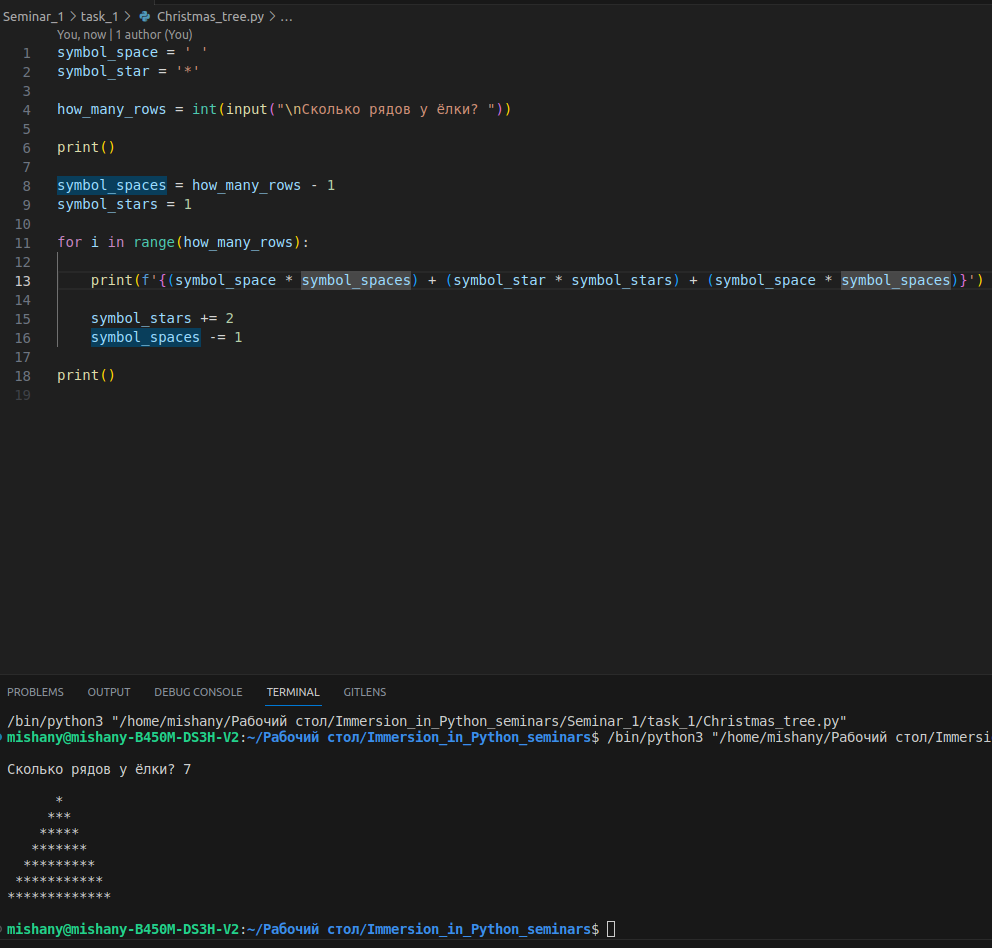 Seminar_1 > task_1 > Christmas_tree.py > ...
You, now | 1 author (You)
1 symbol_space = ' '
2 symbol_star = '*'
3
4 how_many_rows = int(input("\nСколько рядов у ёлки? "))
5
6 print()
7
8 symbol_spaces = how_many_rows - 1
9 symbol_stars = 1
10
11 for i in range(how_many_rows):
12
13     print(f'{(symbol_space * symbol_spaces) + (symbol_star * symbol_stars) + (symbol_space * symbol_spaces)}')
14
15     symbol_stars += 2
16     symbol_spaces -= 1
17
18 print()
19
PROBLEMS OUTPUT DEBUG CONSOLE TERMINAL GITLENS
/bin/python3 "/home/mishany/Рабочий стол/Immersion_in_Python_seminars/Seminar_1/task_1/Christmas_tree.py"
mishany@mishany-B450M-DS3H-V2:~/Рабочий стол/Immersion_in_Python_seminars$ /bin/python3 "/home/mishany/Рабочий стол/Immersi
Сколько рядов у ёлки? 7
      *
     ***
    *****
   *******
  *********
 ***********
*************
mishany@mishany-B450M-DS3H-V2:~/Рабочий стол/Immersion_in_Python_seminars$